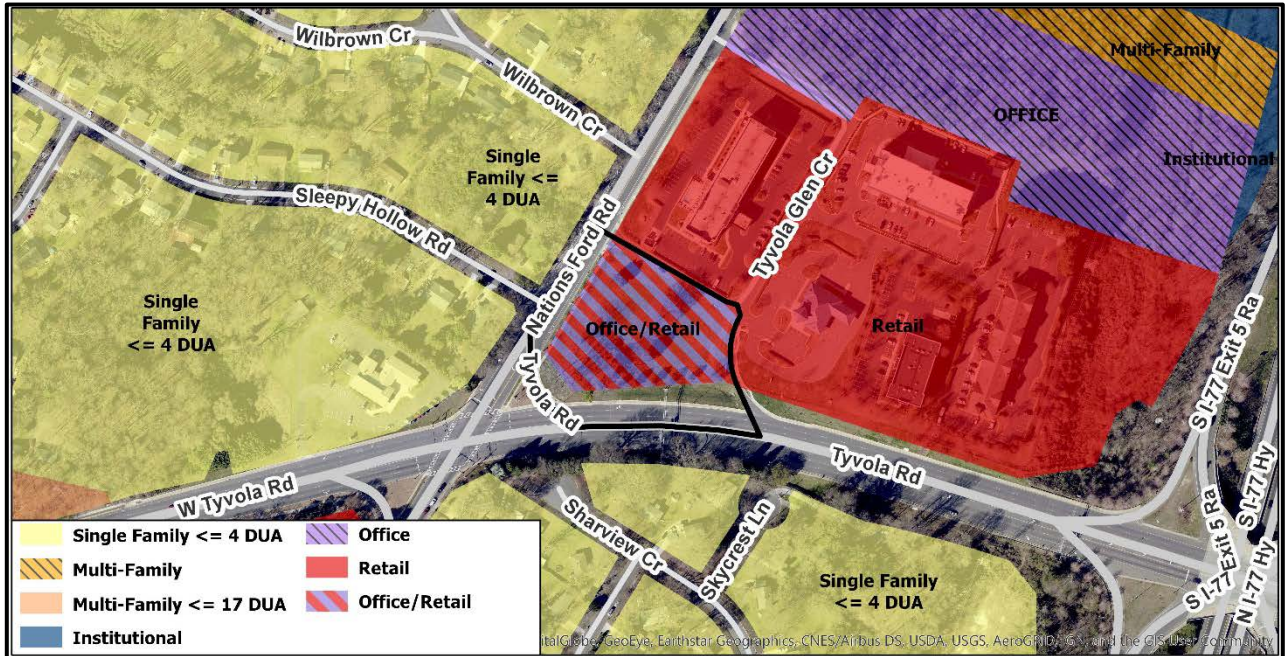 Wilbrown Cr
Wilbrown Cr
Multi-Family
OFFICE
Institutional
Single
Family <=
4 DUA
Sleepy Hollow Rd
Nations Ford Rd
Tyvola Glen Cr
Single
Family
<= 4 DUA
Office/Retail
Retail
Tyvola Rd
S I-77 Exit 5 Ra
W Tyvola Rd
Tyvola Rd
S I-77 Hy
Sharview Cr
Skycrest Ln
Single Family
<= 4 DUA
S I-77 Exit 5 Ra
N I-77 Hy
Single Family <= 4 DUA
Multi-Family
Multi-Family <= 17 DUA
Institutional
Office
Retail
Office/Retail
GeoEye, Earthstar Geographics, CNES/Airbus DS, USDA, USGS, AeroGRID, and the GIS User Community